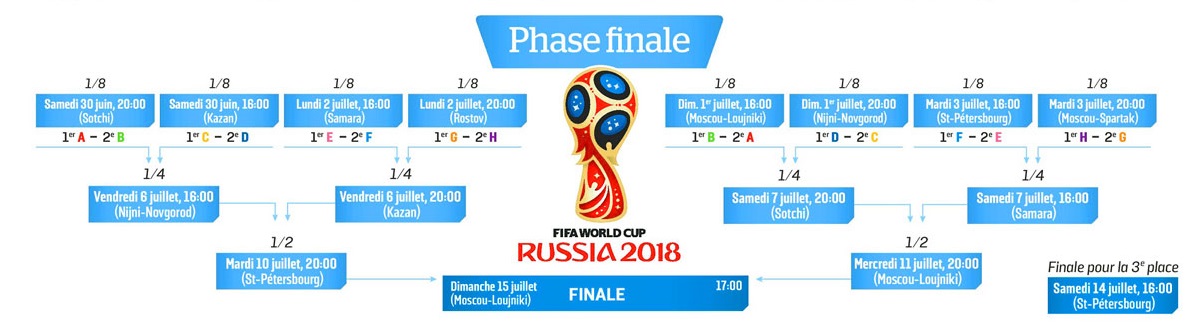 Phase finale
1/8
Samedi 30 juin, 20:00
(Sotchi)
1er A – 2e B
1/8
Samedi 30 juin, 16:00
(Kazan)
1er C – 2e D
1/8
Lundi 2 juillet, 16:00
(Samara)
1er E – 2e F
1/8
Lundi 2 juillet, 20:00
(Rostov)
1er G – 2e H
1/8
Dim. 1er juillet, 16:00
(Moscou-Loujniki)
1er B – 2e A
1/8
Dim. 1er juillet, 20:00
(Nijni-Novgorod)
1er D – 2e C
1/8
Mardi 3 juillet, 16:00
(St-Pétersbourg)
1er F – 2e E
1/8
Mardi 3 juillet, 20:00
(Moscou-Spartak)
1er H – 2e G
1/4
Vendredi 6 juillet, 16:00
(Nijni-Novgorod)
1/4
Vendredi 6 juillet, 20:00
(Kazan)
1/4
Samedi 7 juillet, 20:00
(Sotchi)
1/4
Samedi 7 juillet, 16:00
(Samara)
1/2
Mardi 10 juillet, 20:00
(St-Pétersbourg)
FIFA WORLD CUP
RUSSIA 2018
1/2
Mercredi 11 juillet, 20:00
(Moscou-Loujniki)
Dimanche 15 juillet
(Moscou-Loujniki)
FINALE
17:00
Finale pour la 3e place
Samedi 14 juillet, 16:00
(St-Pétersbourg)